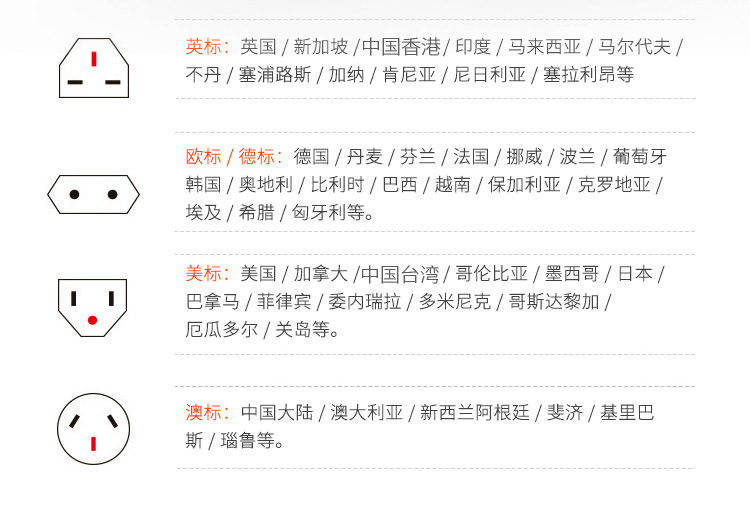 英标：英国 / 新加坡 /中国香港/ 印度 / 马来西亚 / 马尔代夫 /
不丹 / 塞浦路斯 / 加纳 / 肯尼亚 / 尼日利亚 / 塞拉利昂等
欧标 / 德标：德国 / 丹麦 / 芬兰 / 法国 / 挪威 / 波兰 / 葡萄牙
韩国 / 奥地利 / 比利时 / 巴西 / 越南 / 保加利亚 / 克罗地亚 /
埃及 / 希腊 / 匈牙利等。
美标：美国 / 加拿大 /中国台湾 / 哥伦比亚 / 墨西哥 / 日本 /
巴拿马 / 菲律宾 / 委内瑞拉 / 多米尼克 / 哥斯达黎加 /
厄瓜多尔 / 关岛等。
澳标：中国大陆 / 澳大利亚 / 新西兰阿根廷 / 斐济 / 基里巴
斯 / 瑙鲁等。